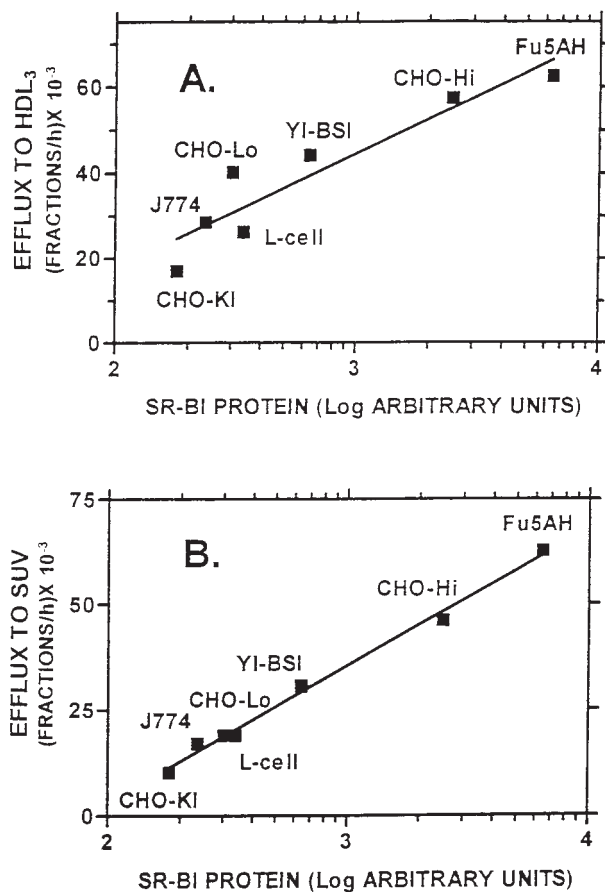 A.
EFFLUX TO HDL3
(FRACTIONS/h)X 10-3
60
40
20
0
Fu5AH
CHO-Hi
YI-BSI
CHO-Lo
J774
L-cell
CHO-KI
2
3
4
SR-BI PROTEIN (Log ARBITRARY UNITS)
B.
EFFLUX TO SUV
(FRACTIONS/h)X 10-3
75
50
25
0
Fu5AH
CHO-Hi
YI-BSI
CHO-Lo
J774
L-cell
CHO-KI
2
3
4
SR-BI PROTEIN (Log ARBITRARY UNITS)